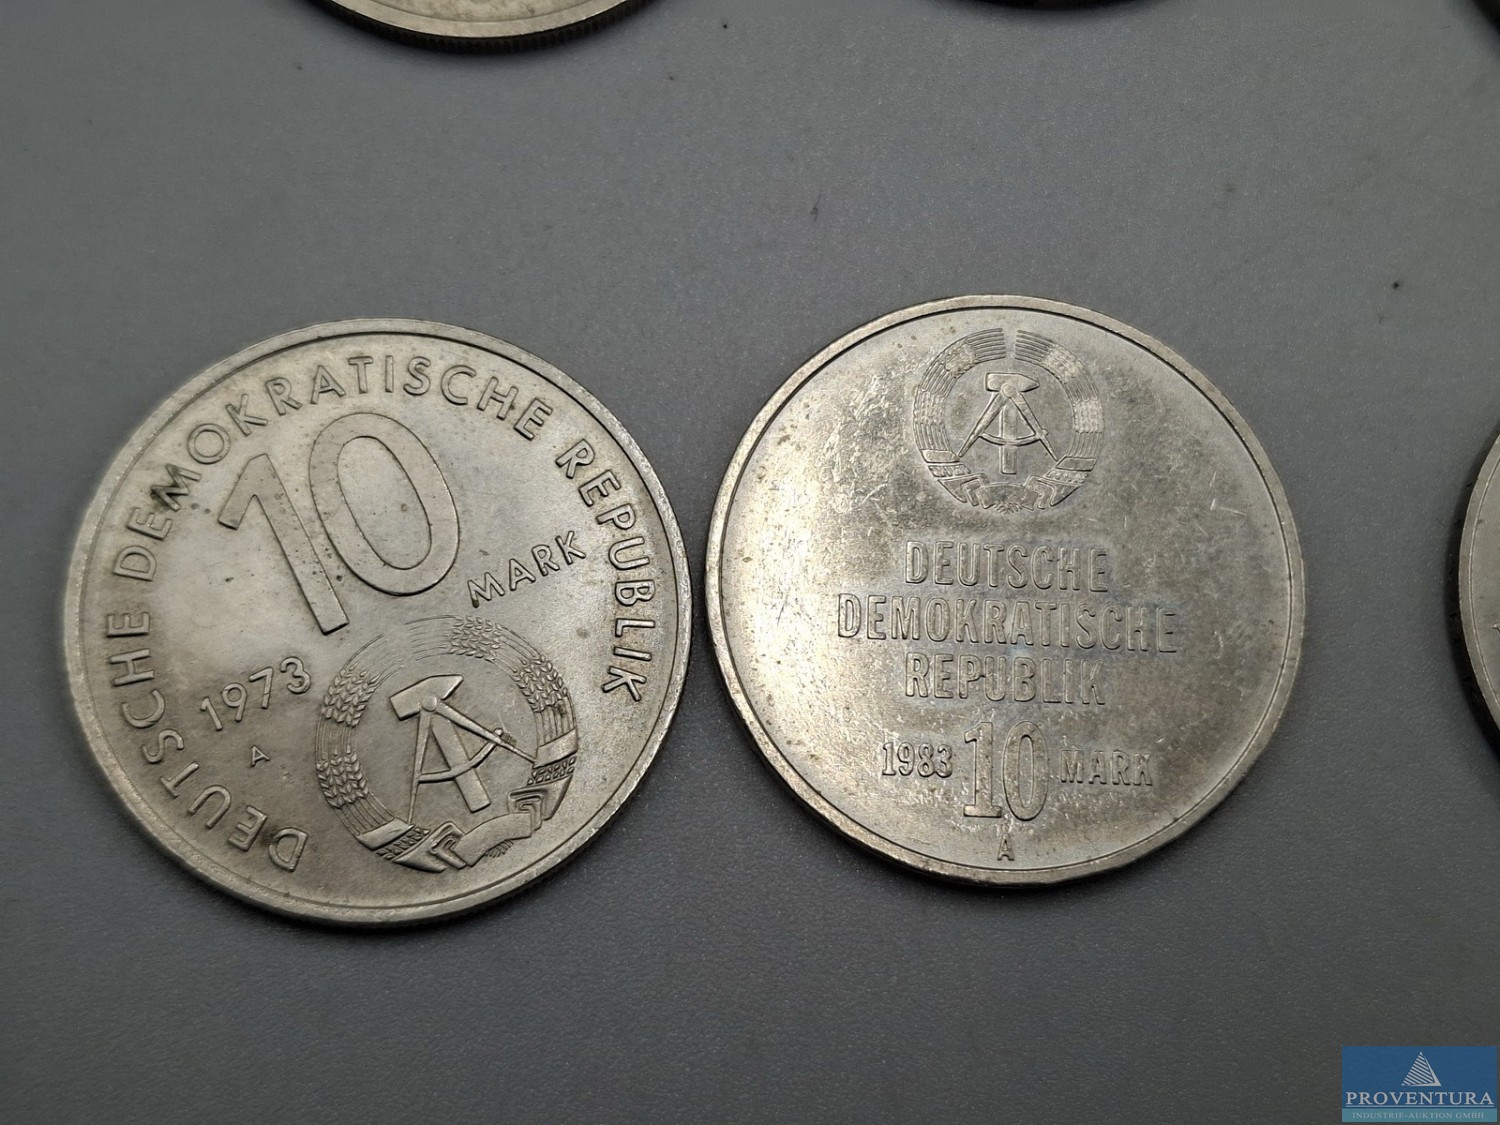 DEUTSCHE DEMOKRATISCHE REPUBLIK
10
MARK
1973
A
DEUTSCHE
DEMOKRATISCHE
REPUBLIK
1983 10 MARK
A
PROVENTURA
INDUSTRIE-AUKTION GMBH